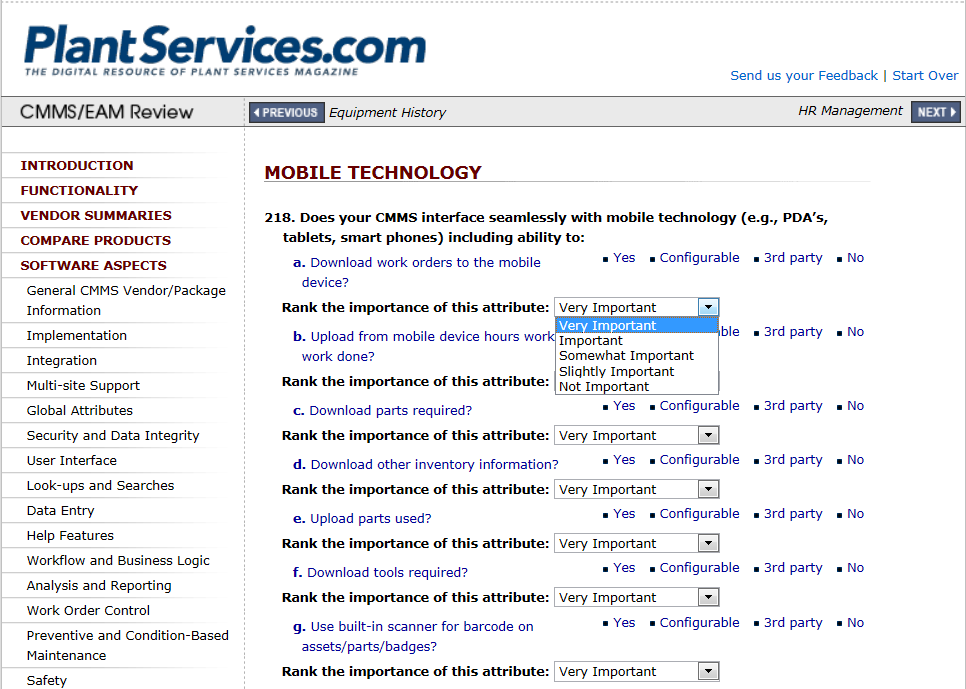 PlantServices.com
THE DIGITAL RESOURCE OF PLANT SERVICES MAGAZINE
Send us your Feedback | Start Over
CMMS/EAM Review
PREVIOUS Equipment History
HR Management NEXT
INTRODUCTION
FUNCTIONALITY
VENDOR SUMMARIES
COMPARE PRODUCTS
SOFTWARE ASPECTS
General CMMS Vendor/Package
Information
Implementation
Integration
Multi-site Support
Global Attributes
Security and Data Integrity
User Interface
Look-ups and Searches
Data Entry
Help Features
Workflow and Business Logic
Analysis and Reporting
Work Order Control
Preventive and Condition-Based
Maintenance
Safety
MOBILE TECHNOLOGY
218. Does your CMMS interface seamlessly with mobile technology (e.g., PDA's,
tablets, smart phones) including ability to:
a. Download work orders to the mobile
device?
Yes Configurable 3rd party No
Rank the importance of this attribute: Very Important
Very Important
Important
Somewhat Important
Slightly Important
Not Important
b. Upload from mobile device hours work
work done?
3rd party No
Rank the importance of this attribute:
c. Download parts required? Yes Configurable 3rd party No
Rank the importance of this attribute: Very Important
d. Download other inventory information? Yes Configurable 3rd party No
Rank the importance of this attribute: Very Important
e. Upload parts used? Yes Configurable 3rd party No
Rank the importance of this attribute: Very Important
f. Download tools required? Yes Configurable 3rd party No
Rank the importance of this attribute: Very Important
g. Use built-in scanner for barcode on
assets/parts/badges?
Yes Configurable 3rd party No
Rank the importance of this attribute: Very Important